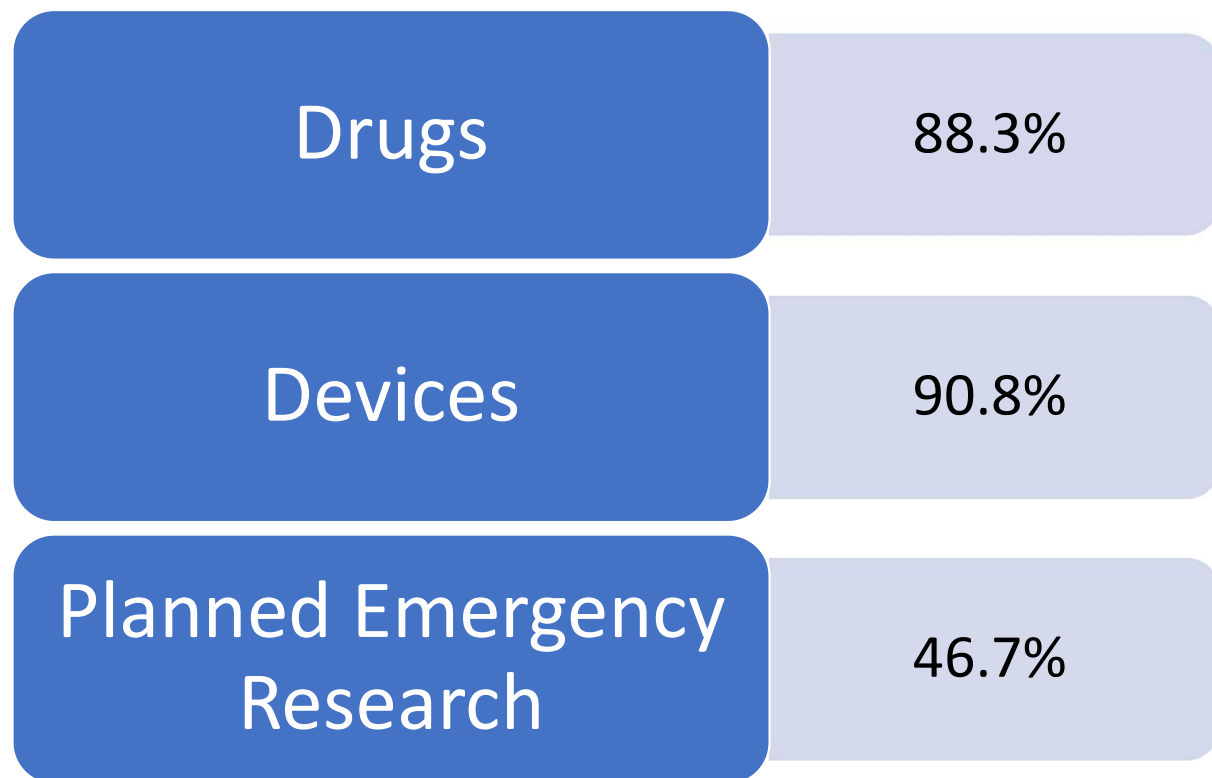 Drugs
88.3%
Devices
90.8%
Planned Emergency
Research
46.7%